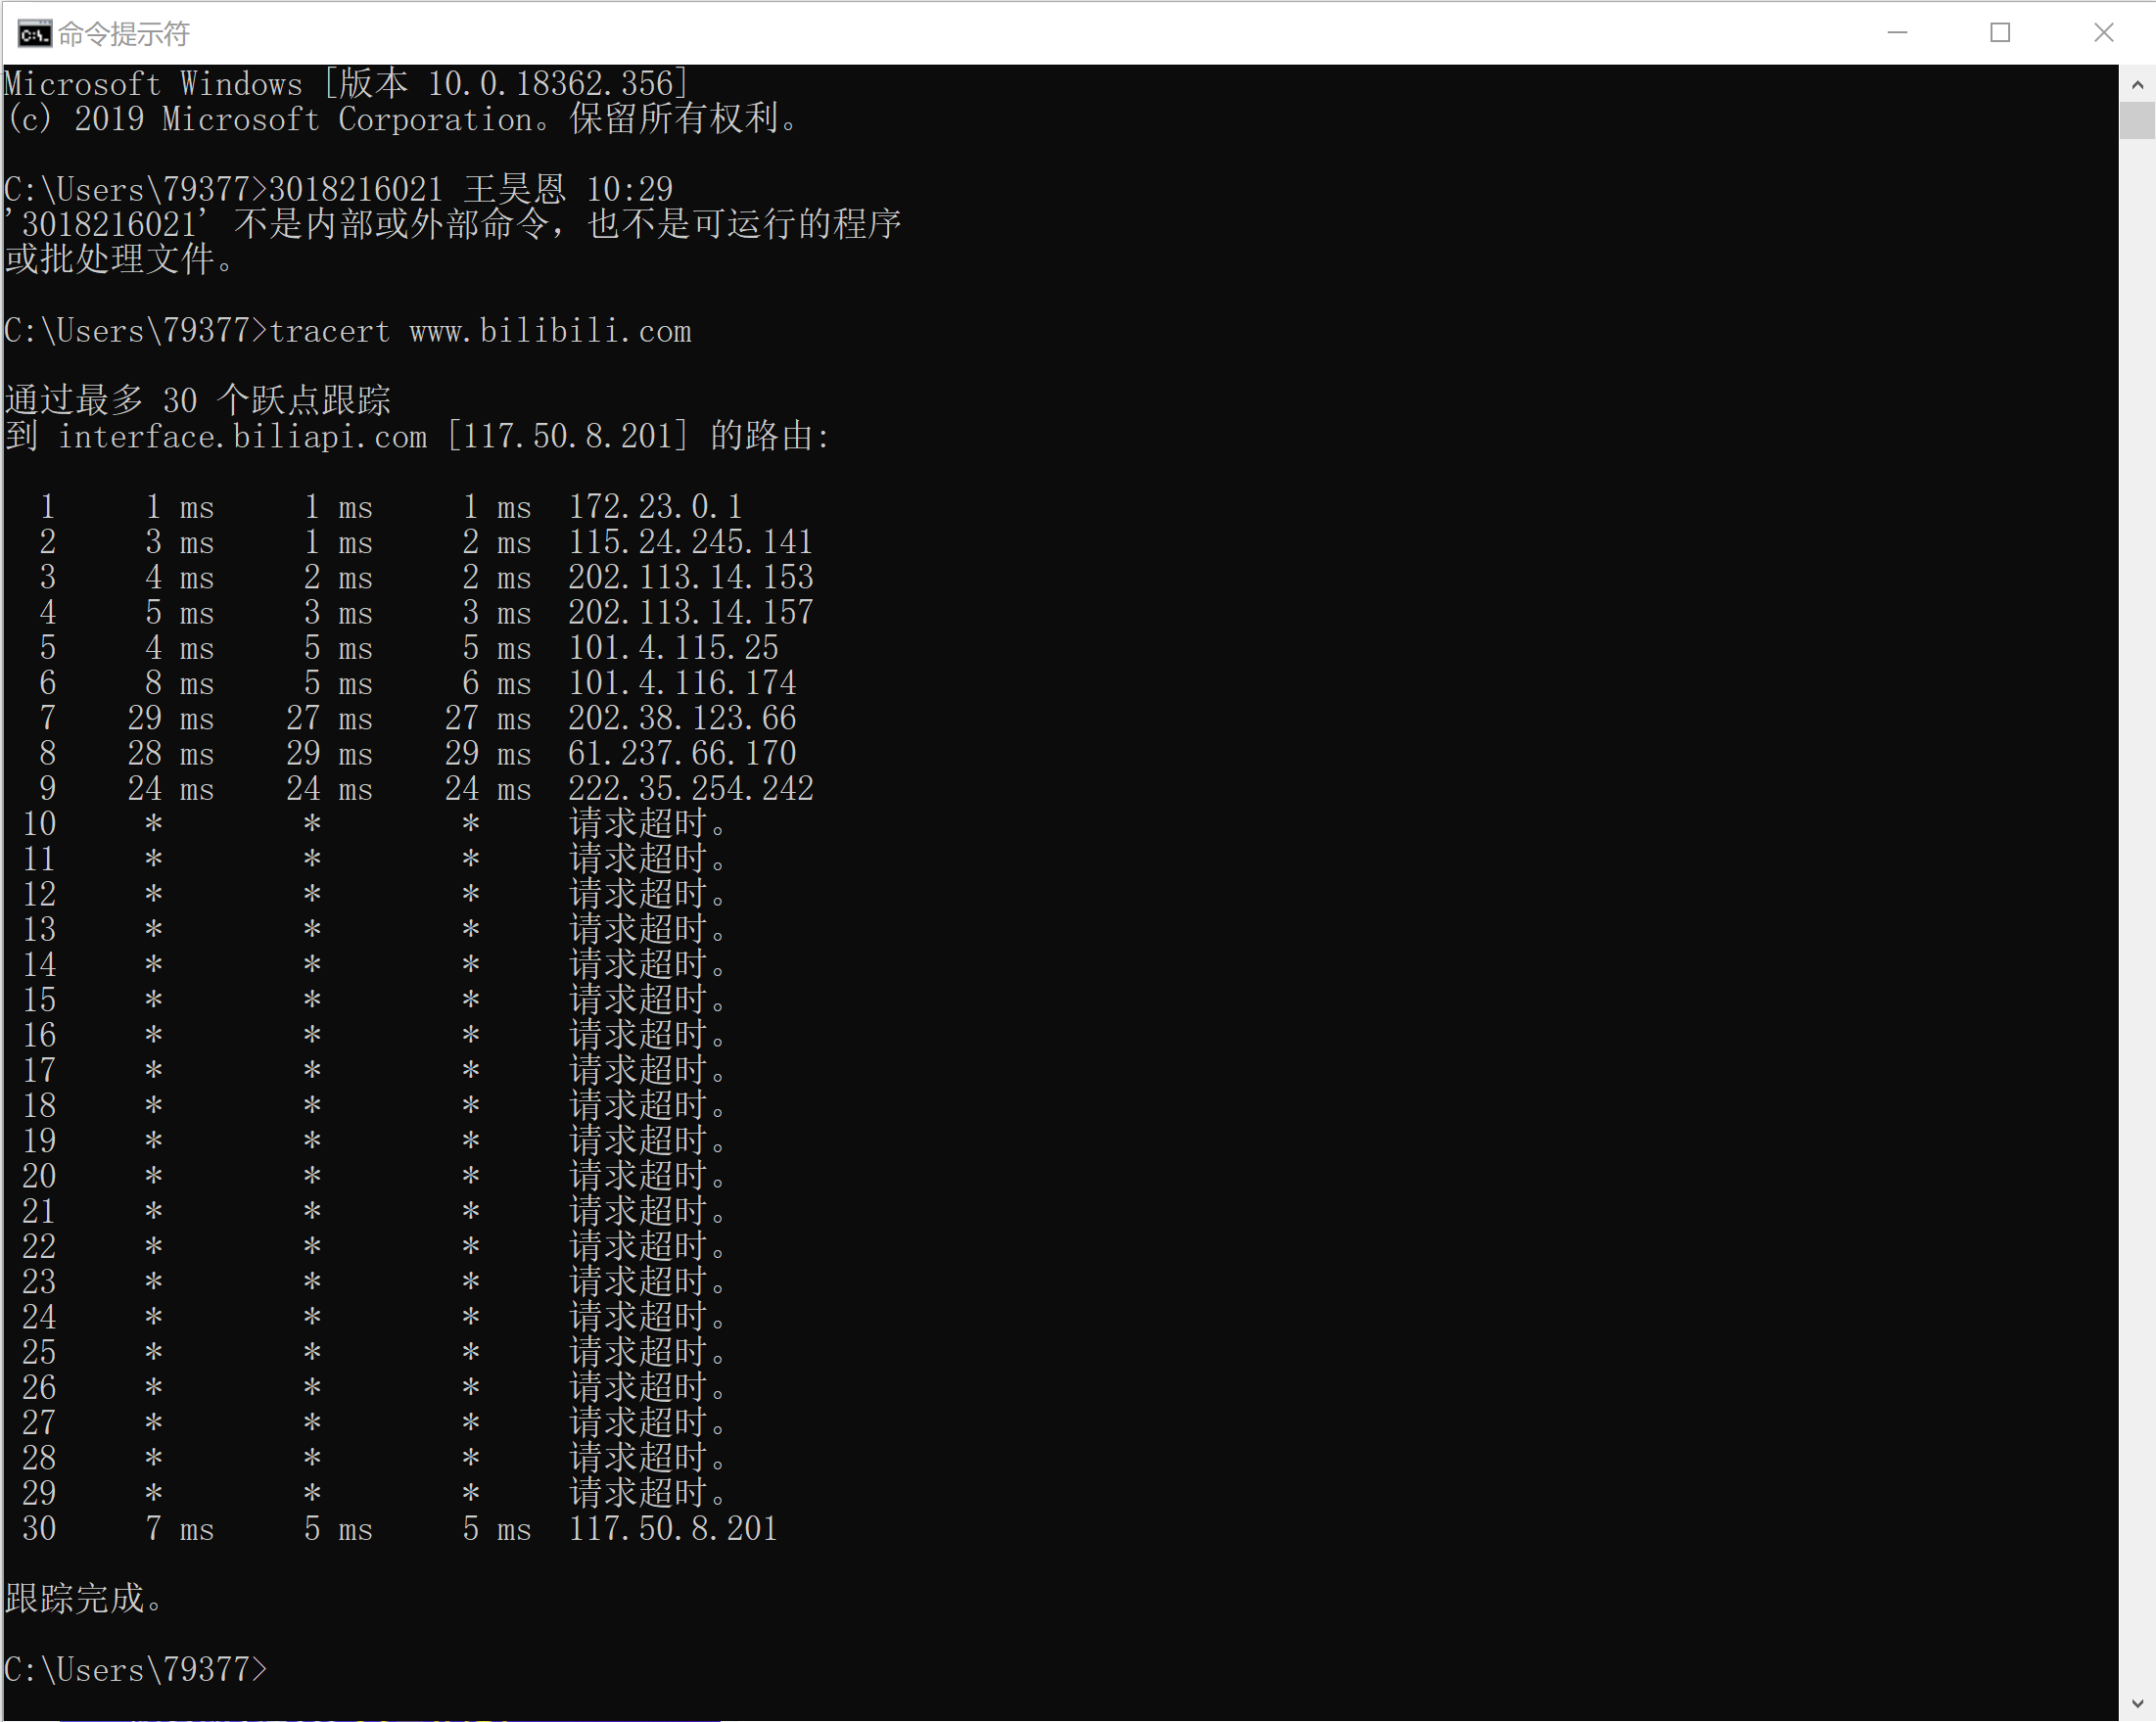 命令提示符
Microsoft Windows [版本 10.0.18362.356]
(c) 2019 Microsoft Corporation。保留所有权利。
C:\Users\79377>3018216021 王昊恩 10:29
'3018216021' 不是内部或外部命令，也不是可运行的程序
或批处理文件。
C:\Users\79377>tracert www.bilibili.com
通过最多 30 个跃点跟踪
到 interface.biliapi.com [117.50.8.201] 的路由:
1 1 ms 1 ms 1 ms 172.23.0.1
2 3 ms 1 ms 2 ms 115.24.245.141
3 4 ms 2 ms 2 ms 202.113.14.153
4 5 ms 3 ms 3 ms 202.113.14.157
5 4 ms 5 ms 5 ms 101.4.115.25
6 8 ms 5 ms 6 ms 101.4.116.174
7 29 ms 27 ms 27 ms 202.38.123.66
8 28 ms 29 ms 29 ms 61.237.66.170
9 24 ms 24 ms 24 ms 222.35.254.242
10 * * * 请求超时。
11 * * * 请求超时。
12 * * * 请求超时。
13 * * * 请求超时。
14 * * * 请求超时。
15 * * * 请求超时。
16 * * * 请求超时。
17 * * * 请求超时。
18 * * * 请求超时。
19 * * * 请求超时。
20 * * * 请求超时。
21 * * * 请求超时。
22 * * * 请求超时。
23 * * * 请求超时。
24 * * * 请求超时。
25 * * * 请求超时。
26 * * * 请求超时。
27 * * * 请求超时。
28 * * * 请求超时。
29 * * * 请求超时。
30 7 ms 5 ms 5 ms 117.50.8.201
跟踪完成。
C:\Users\79377>